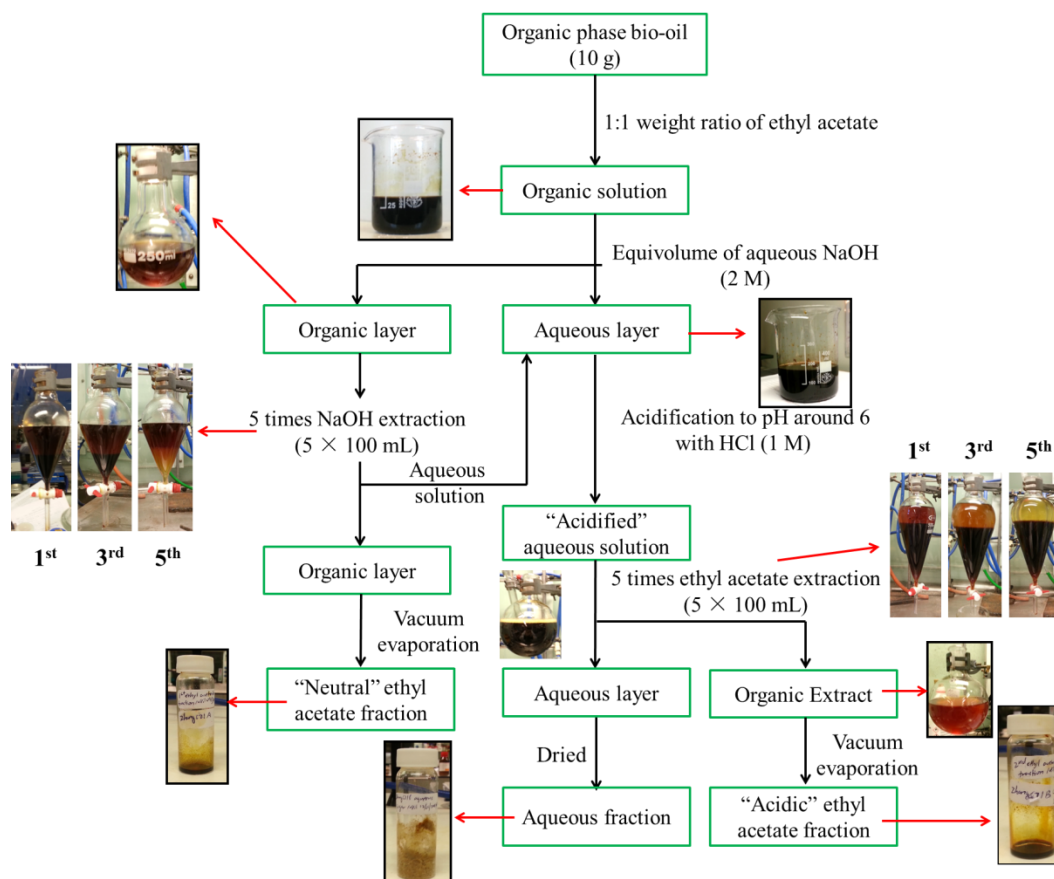 Organic phase bio-oil
(10 g)
1:1 weight ratio of ethyl acetate
Organic solution
25
250ml
Equivolume of aqueous NaOH
(2 M)
Organic layer
Aqueous layer
5 times NaOH extraction
(5 × 100 mL)
Aqueous
solution
Acidification to pH around 6
with HCl (1 M)
1st 3rd 5th
1st 3rd 5th
“Acidified”
aqueous solution
Organic layer
5 times ethyl acetate extraction
(5 × 100 mL)
Vacuum
evaporation
“Neutral” ethyl
acetate fraction
Aqueous layer
Organic Extract
Dried
Vacuum
evaporation
Aqueous fraction
“Acidic” ethyl
acetate fraction